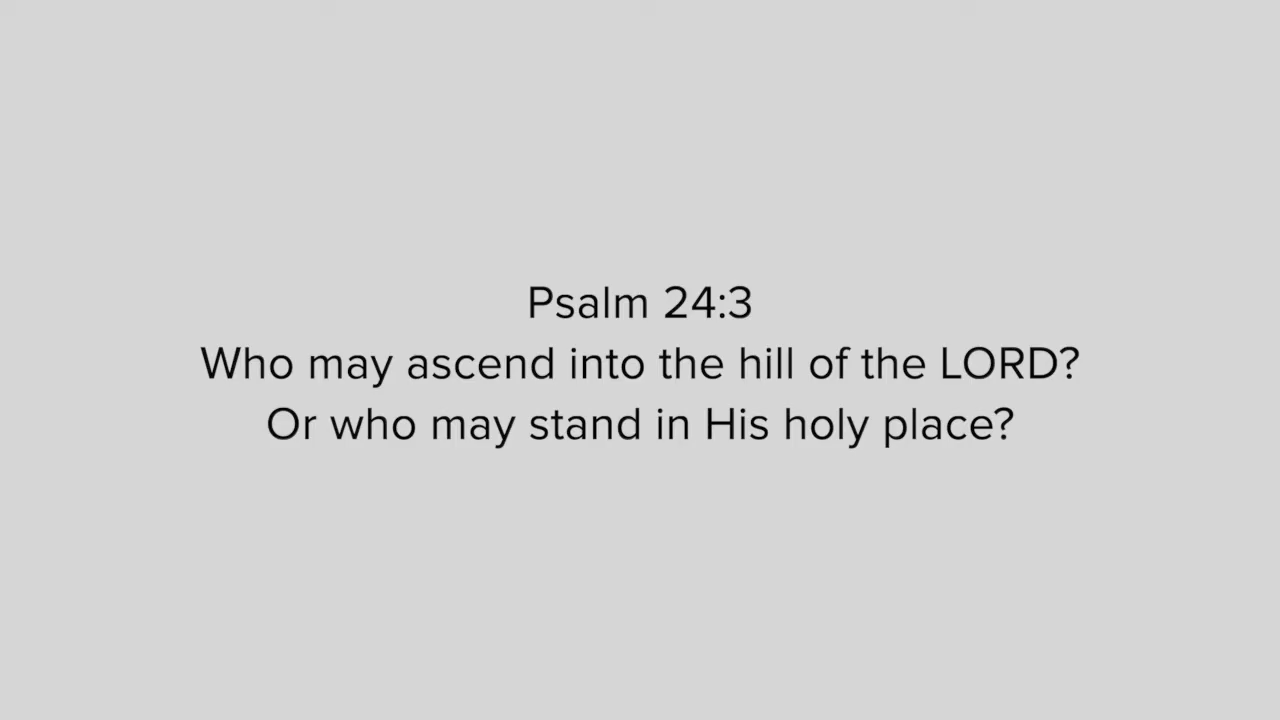 Psalm 24:3
Who may ascend into the hill of the LORD?
Or who may stand in His holy place?